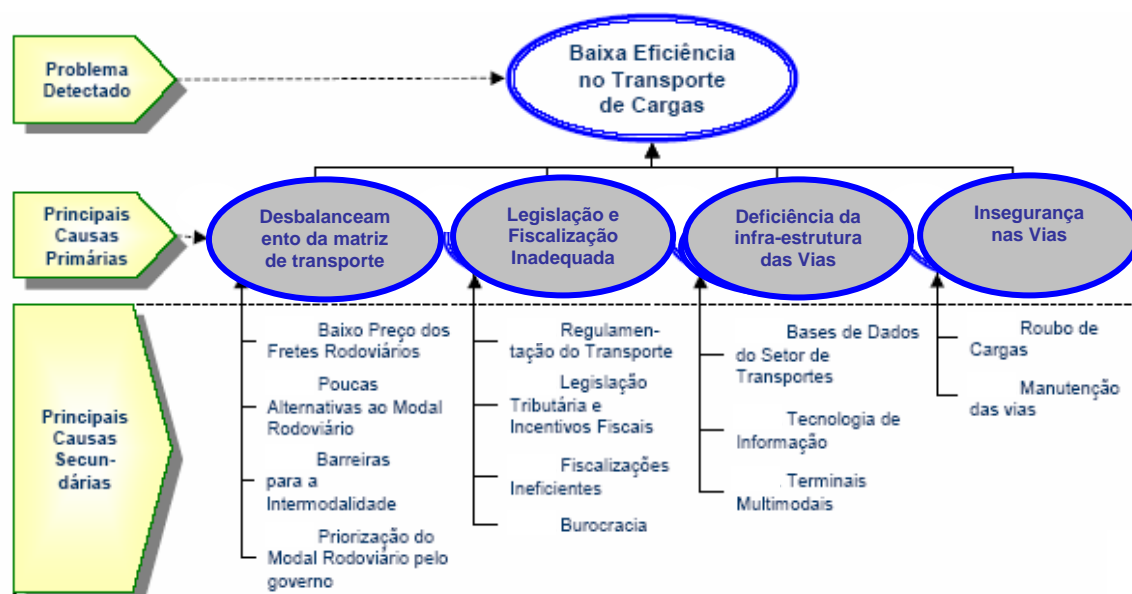 Problema
Detectado
Baixa Eficiência
no Transporte
de Cargas
Principais
Causas
Primárias
Desbalanceam
ento da matriz
de transporte
Legislação e
Fiscalização
Inadequada
Deficiência da
infra-estrutura
das Vias
Insegurança
nas Vias
Principais
Causas
Secun-
dárias
Baixo Preço dos
Fretes Rodoviários
Poucas
Alternativas ao Modal
Rodoviário
Barreiras
para a
Intermodalidade
Priorização do
Modal Rodoviário pelo
governo
Regulamen-
tação do Transporte
Legislação
Tributária e
Incentivos Fiscais
Fiscalizações
Ineficientes
Burocracia
Bases de Dados
do Setor de
Transportes
Tecnologia de
Informação
Terminais
Multimodais
Roubo de
Cargas
Manutenção
das vias